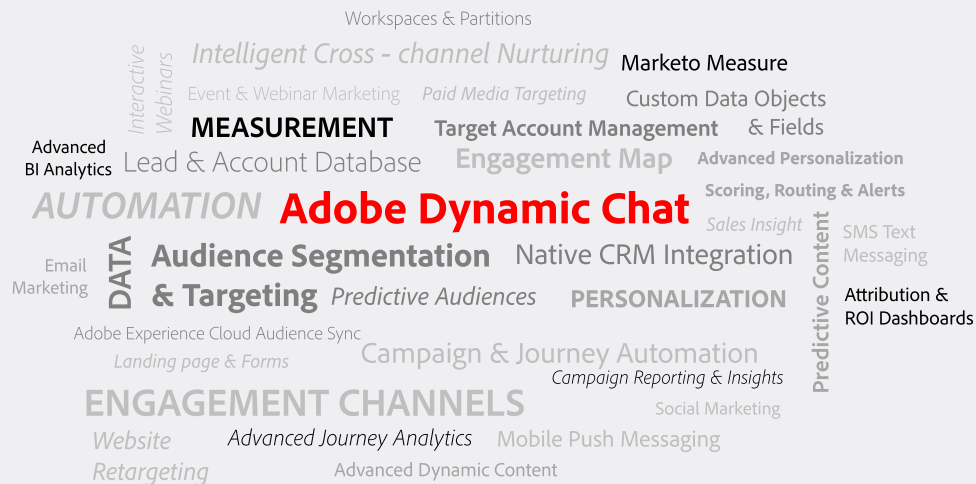 Workspaces & Partitions
Intelligent Cross - channel Nurturing
Marketo Measure
Interactive
Webinars
Event & Webinar Marketing
Paid Media Targeting
Custom Data Objects
& Fields
MEASUREMENT
Target Account Management
Advanced
BI Analytics
Lead & Account Database
Engagement Map
Advanced Personalization
AUTOMATION
Adobe Dynamic Chat
Scoring, Routing & Alerts
Sales Insight
SMS Text
Messaging
Email
Marketing
DATA
Audience Segmentation
& Targeting
Native CRM Integration
Predictive Audiences
PERSONALIZATION
Predictive Content
Attribution &
ROI Dashboards
Adobe Experience Cloud Audience Sync
Landing page & Forms
Campaign & Journey Automation
Campaign Reporting & Insights
ENGAGEMENT CHANNELS
Social Marketing
Website
Retargeting
Advanced Journey Analytics
Mobile Push Messaging
Advanced Dynamic Content